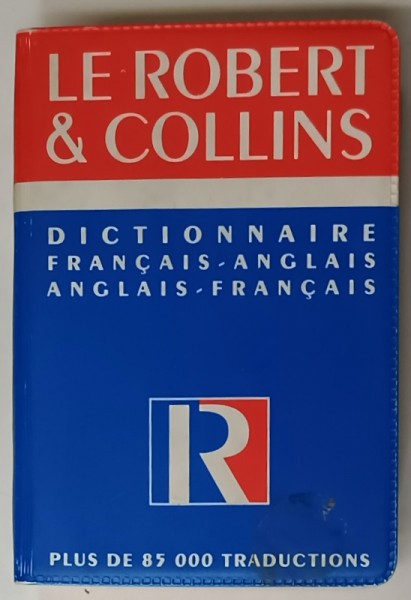 LE ROBERT
& COLLINS
DICTIONNAIRE
FRANÇAIS-ANGLAIS
ANGLAIS-FRANÇAIS
R
PLUS DE 85 000 TRADUCTIONS